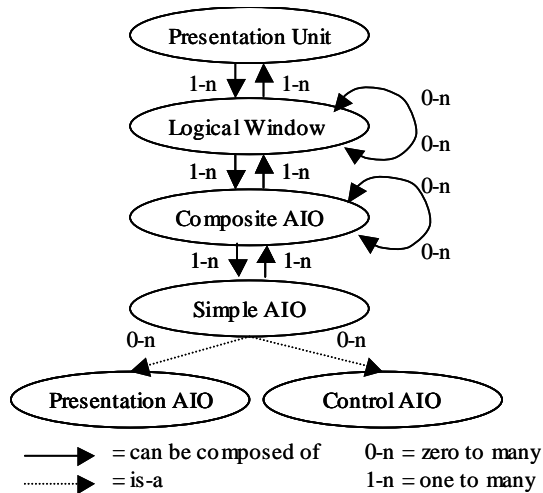 Presentation Unit
1-n 1-n
0-n
Logical Window
0-n
1-n 1-n
0-n
Composite AIO
0-n
1-n 1-n
Simple AIO
0-n 0-n
Presentation AIO Control AIO
= can be composed of 0-n = zero to many
= is-a 1-n = one to many